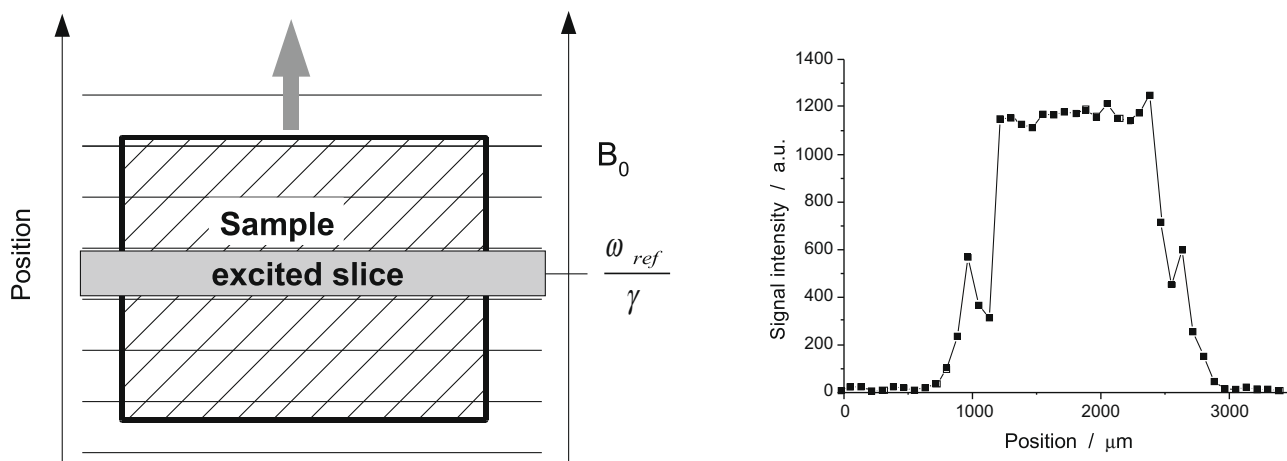 Position
Sample
excited slice
B₀
ω ref
γ
Signal intensity / a.u.
1400
1200
1000
800
600
400
200
0
0 1000 2000 3000
Position / μm